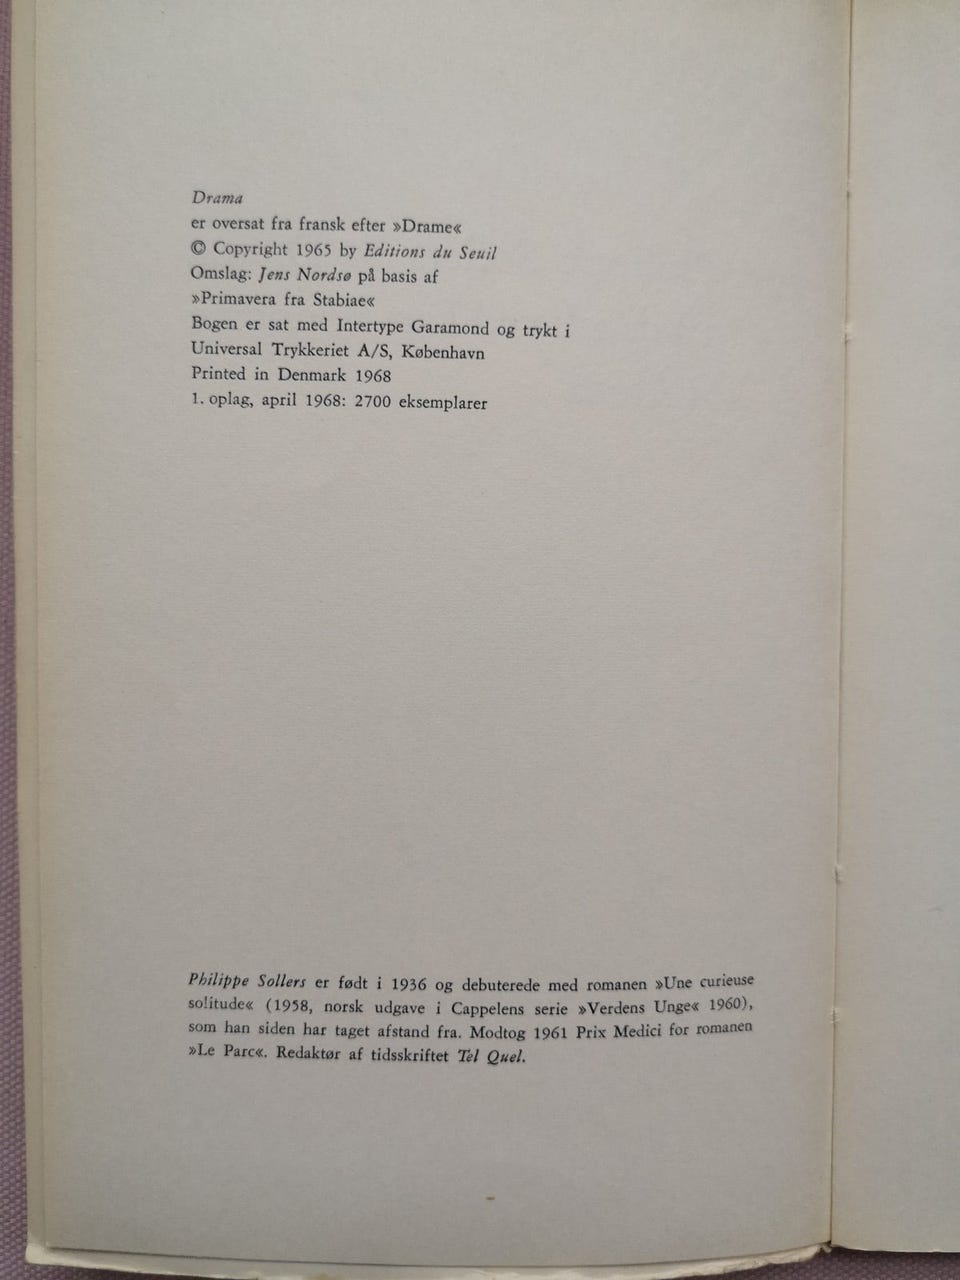 Drama
er oversat fra fransk efter »Drame«
© Copyright 1965 by Editions du Seuil
Omslag: Jens Nordsø på basis af
»Primavera fra Stabiae«
Bogen er sat med Intertype Garamond og trykt i
Universal Trykkeriet A/S, København
Printed in Denmark 1968
1. oplag, april 1968: 2700 eksemplarer
Philippe Sollers er født i 1936 og debuterede med romanen »Une curieuse
solitude« (1958, norsk udgave i Cappelens serie »Verdens Unge« 1960),
som han siden har taget afstand fra. Modtog 1961 Prix Medici for romanen
»Le Parc«. Redaktør af tidsskriftet Tel Quel.